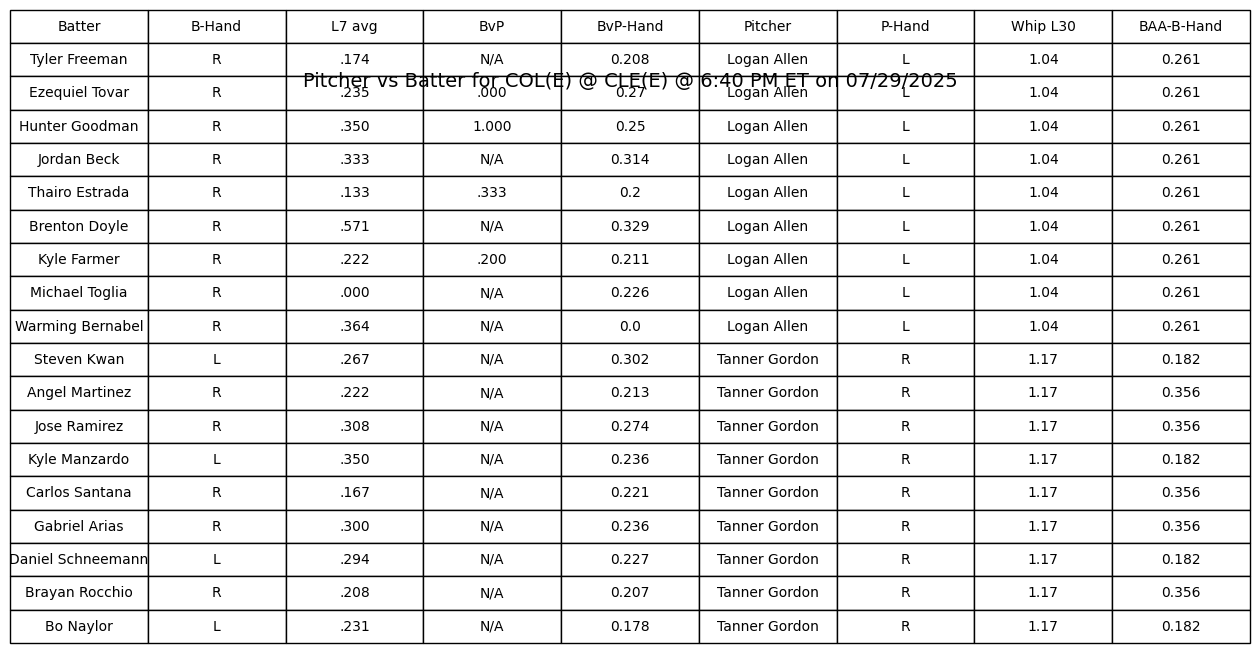 Batter B-Hand L7 avg BvP BvP-Hand Pitcher P-Hand Whip L30 BAA-B-Hand
Tyler Freeman R .174 N/A 0.208 Logan Allen L 1.04 0.261
Pitcher vs Batter for COL(E) @ CLE(E) @ 6:40 PM ET on 07/29/2025
Ezequiel Tovar R .235 .000 0.27 Logan Allen L 1.04 0.261
Hunter Goodman R .350 1.000 0.25 Logan Allen L 1.04 0.261
Jordan Beck R .333 N/A 0.314 Logan Allen L 1.04 0.261
Thairo Estrada R .133 .333 0.2 Logan Allen L 1.04 0.261
Brenton Doyle R .571 N/A 0.329 Logan Allen L 1.04 0.261
Kyle Farmer R .222 .200 0.211 Logan Allen L 1.04 0.261
Michael Toglia R .000 N/A 0.226 Logan Allen L 1.04 0.261
Warming Bernabel R .364 N/A 0.0 Logan Allen L 1.04 0.261
Steven Kwan L .267 N/A 0.302 Tanner Gordon R 1.17 0.182
Angel Martinez R .222 N/A 0.213 Tanner Gordon R 1.17 0.356
Jose Ramirez R .308 N/A 0.274 Tanner Gordon R 1.17 0.356
Kyle Manzardo L .350 N/A 0.236 Tanner Gordon R 1.17 0.182
Carlos Santana R .167 N/A 0.221 Tanner Gordon R 1.17 0.356
Gabriel Arias R .300 N/A 0.236 Tanner Gordon R 1.17 0.356
Daniel Schneemann L .294 N/A 0.227 Tanner Gordon R 1.17 0.182
Brayan Rocchio R .208 N/A 0.207 Tanner Gordon R 1.17 0.356
Bo Naylor L .231 N/A 0.178 Tanner Gordon R 1.17 0.182